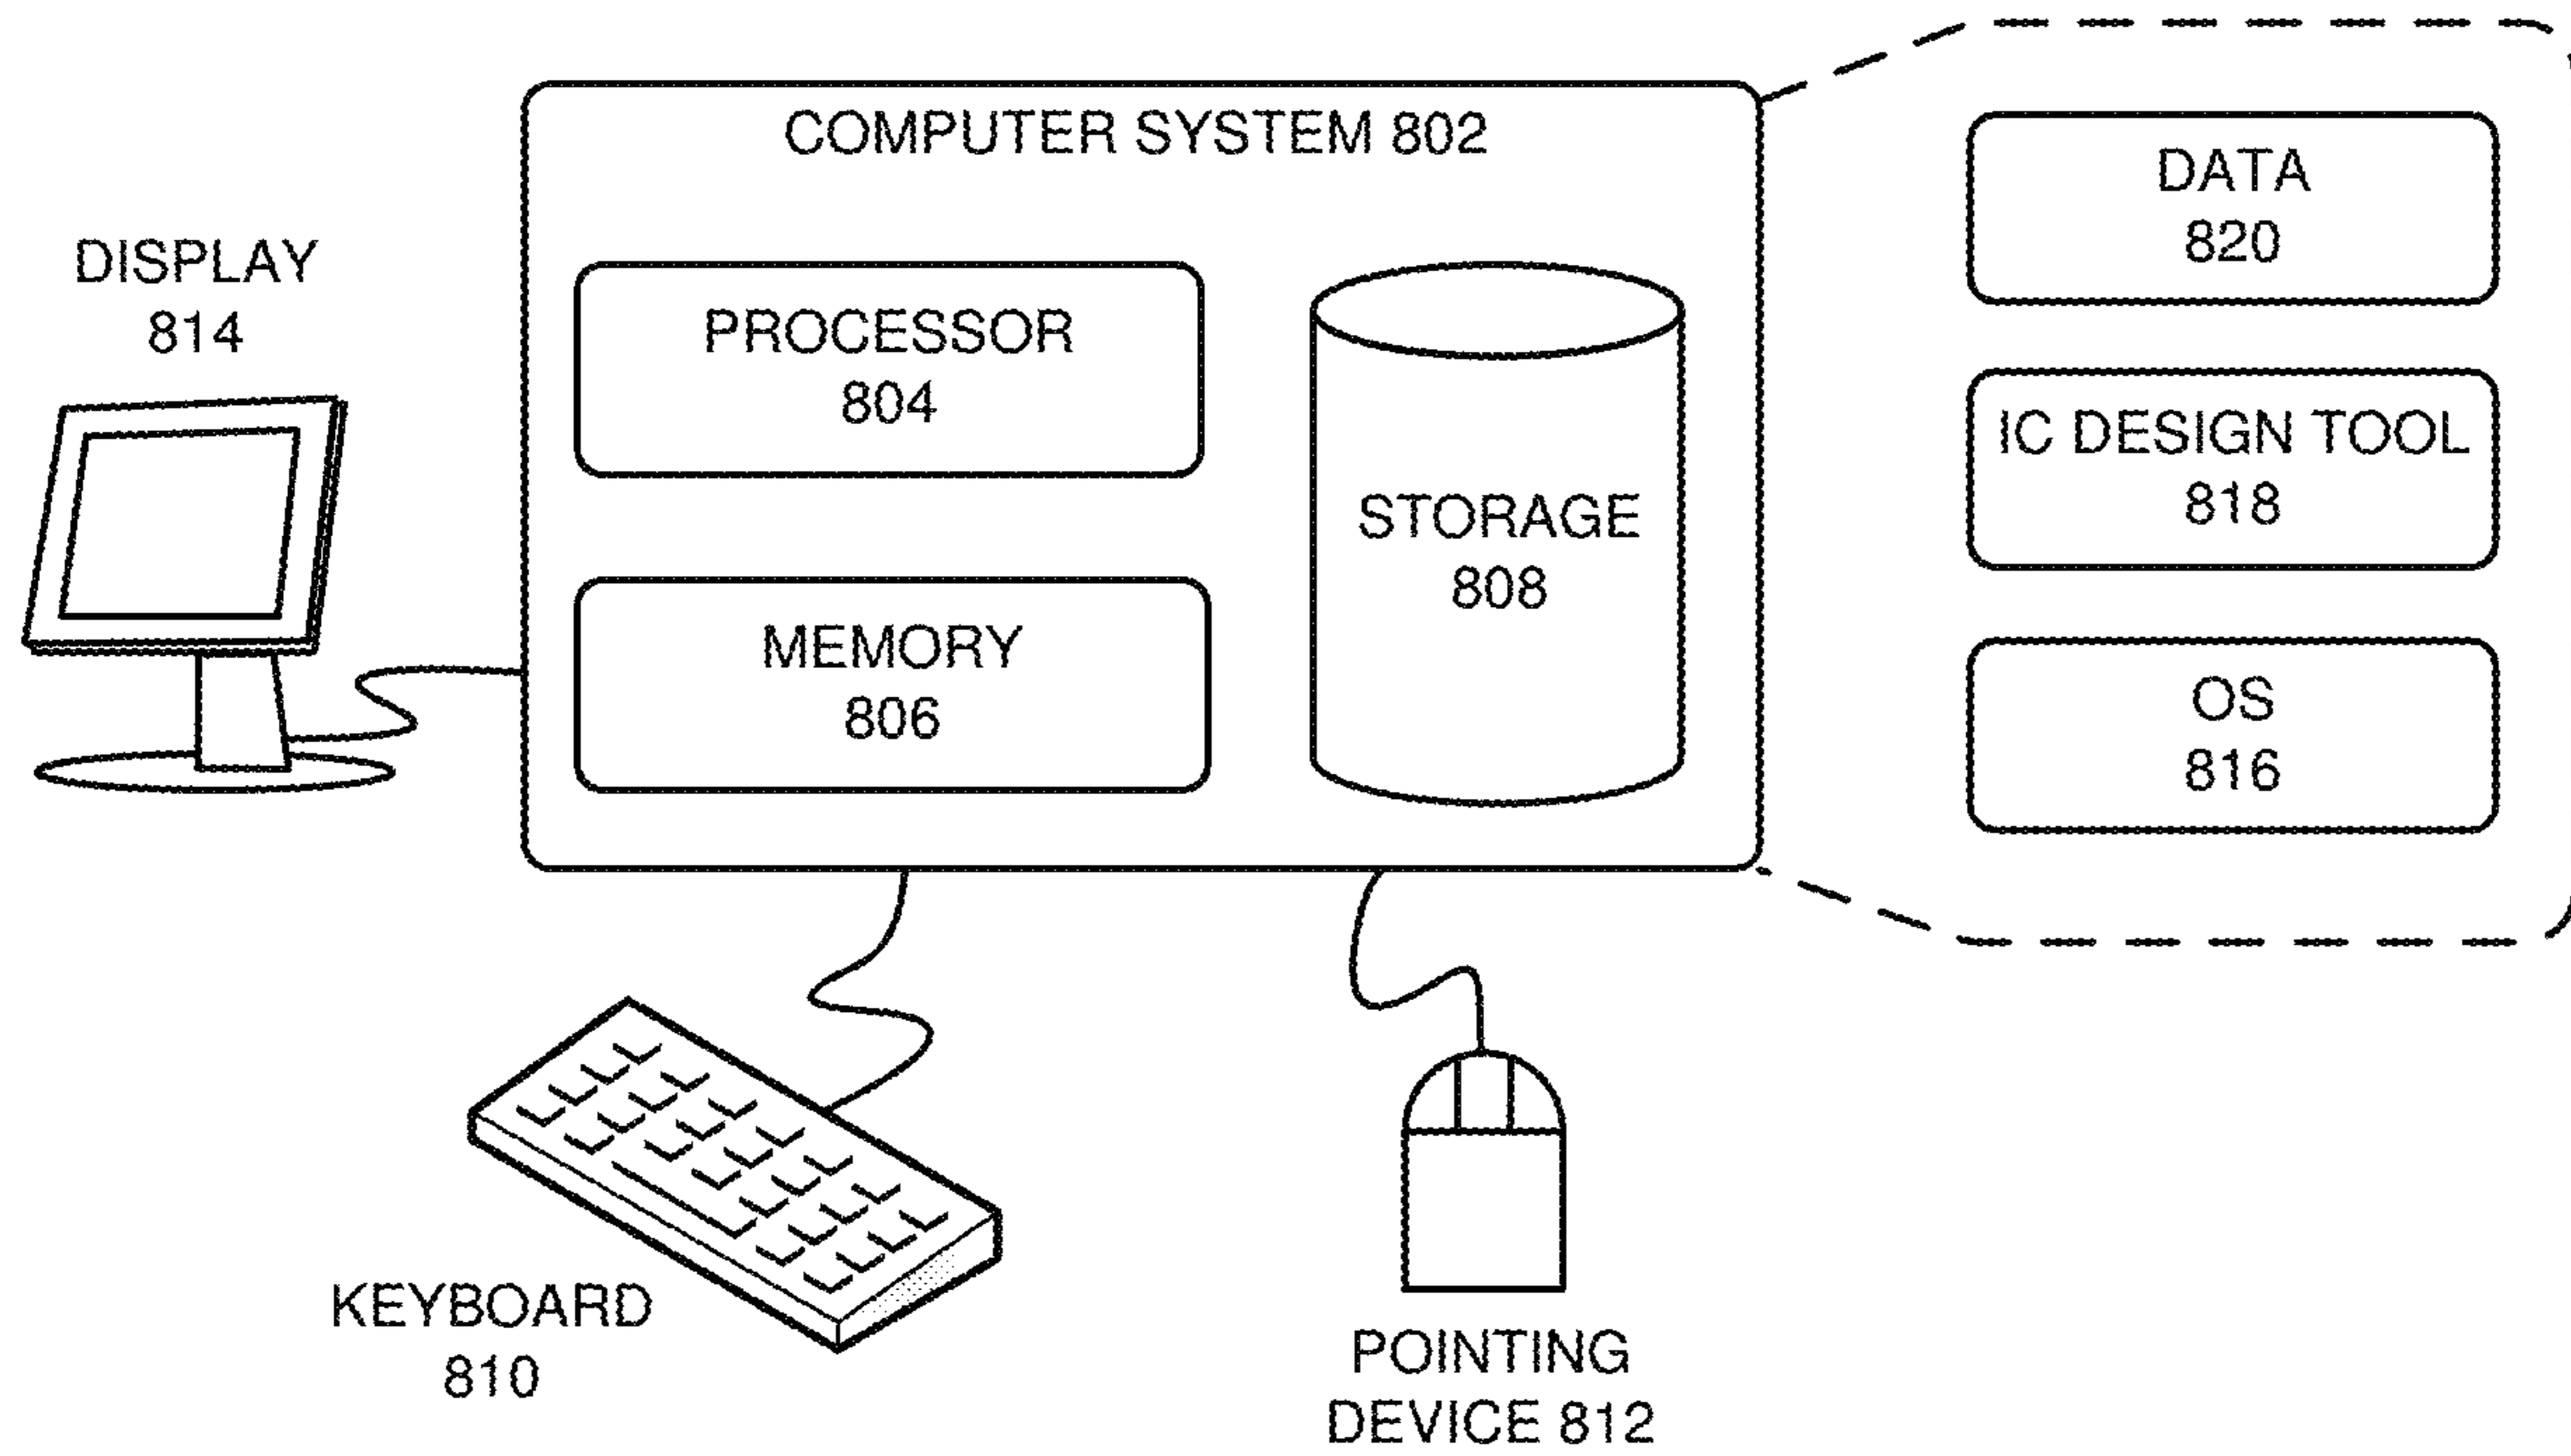 COMPUTER SYSTEM 802
DISPLAY
814
PROCESSOR
804
MEMORY
806
STORAGE
808
DATA
820
IC DESIGN TOOL
818
OS
816
KEYBOARD
810
POINTING
DEVICE 812